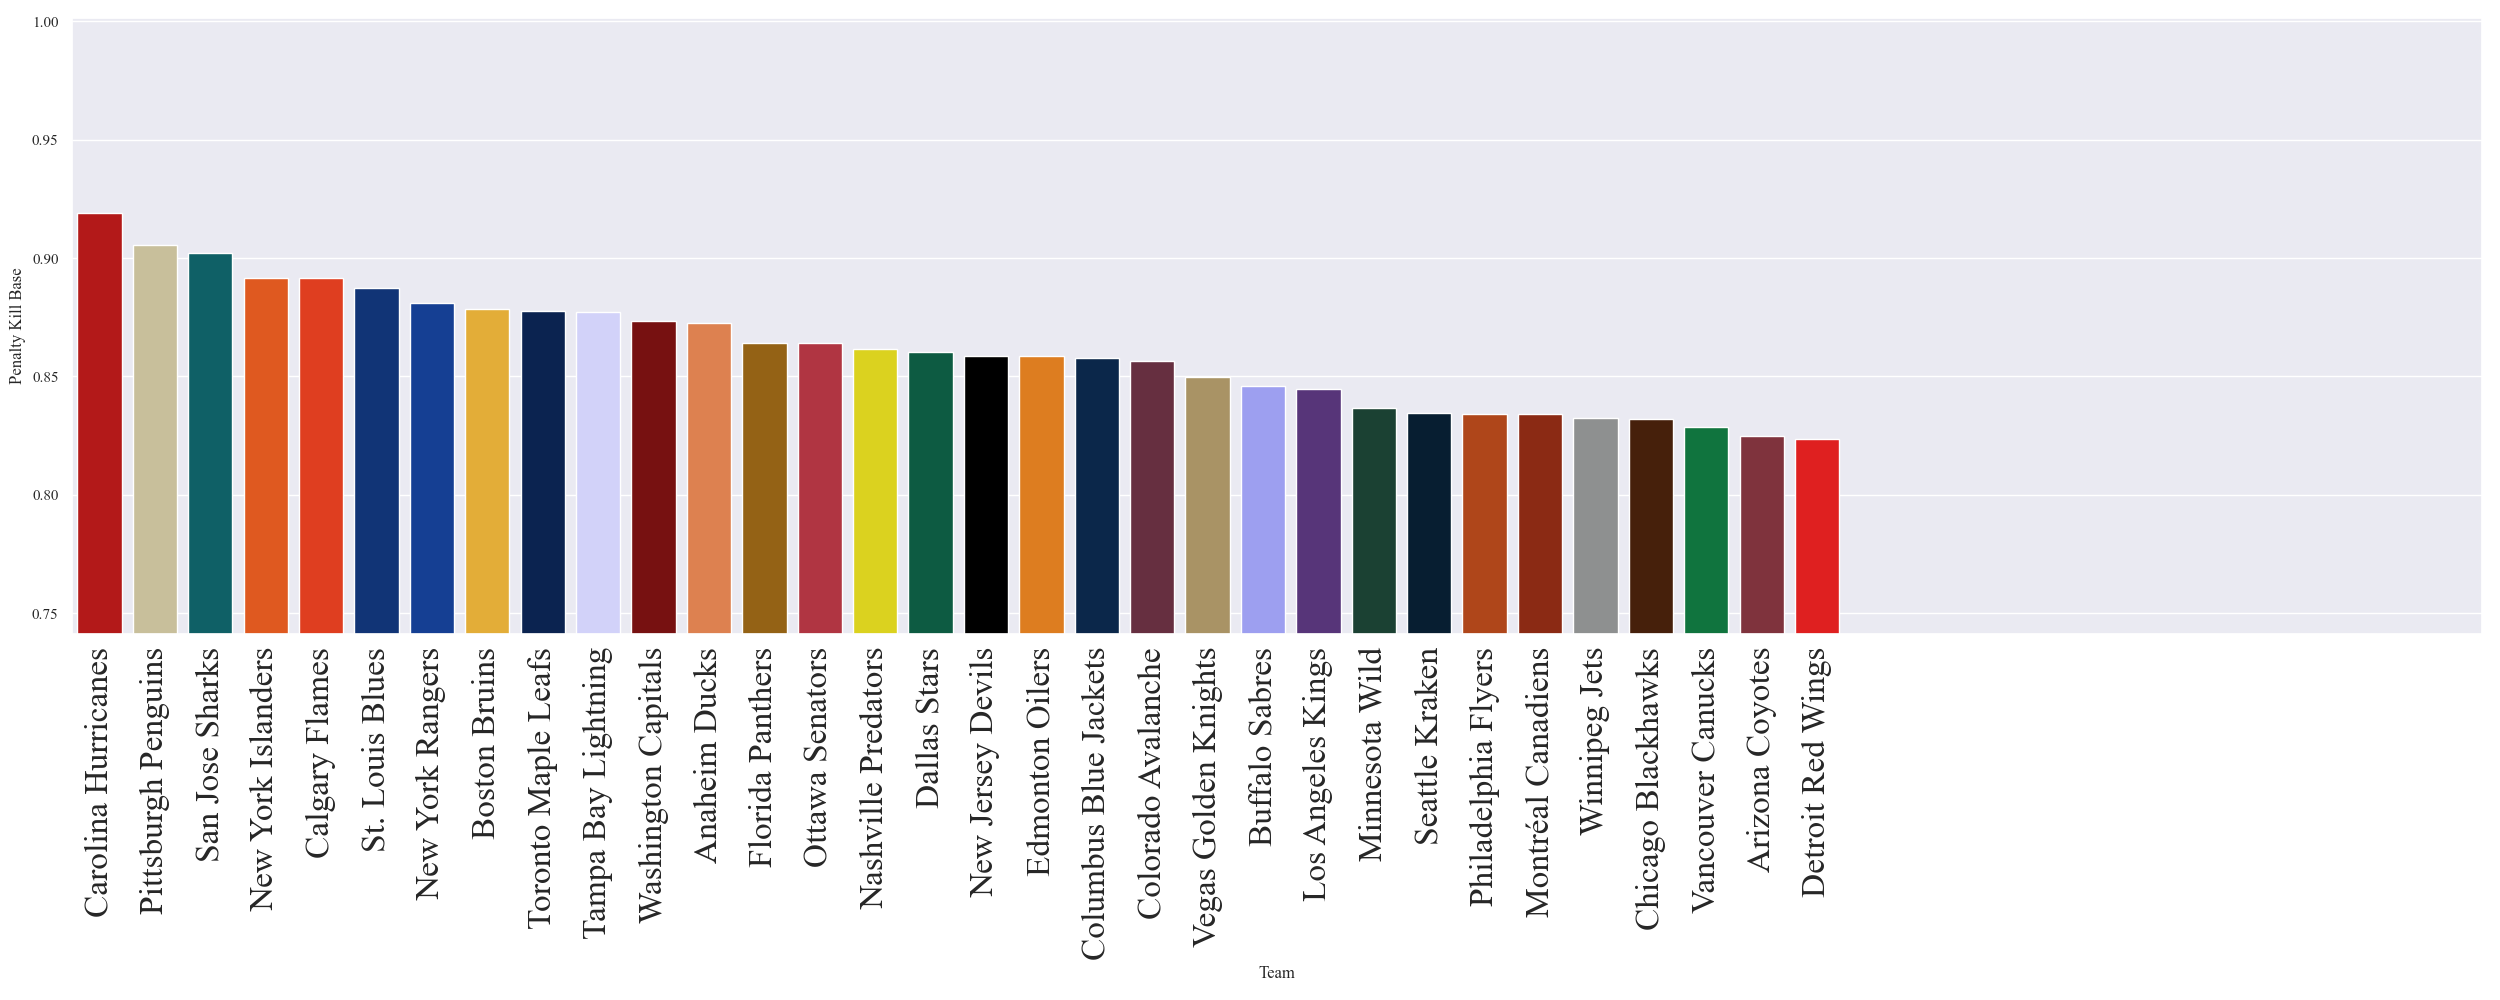 1.00
0.95
0.90
0.85
0.80
0.75
Penalty Kill Base
Carolina Hurricanes
Pittsburgh Penguins
San Jose Sharks
New York Islanders
Calgary Flames
St. Louis Blues
New York Rangers
Boston Bruins
Toronto Maple Leafs
Tampa Bay Lightning
Washington Capitals
Anaheim Ducks
Florida Panthers
Ottawa Senators
Nashville Predators
Dallas Stars
New Jersey Devils
Edmonton Oilers
Columbus Blue Jackets
Colorado Avalanche
Vegas Golden Knights
Buffalo Sabres
Los Angeles Kings
Minnesota Wild
Seattle Kraken
Philadelphia Flyers
Montréal Canadiens
Winnipeg Jets
Chicago Blackhawks
Vancouver Canucks
Arizona Coyotes
Detroit Red Wings
Team